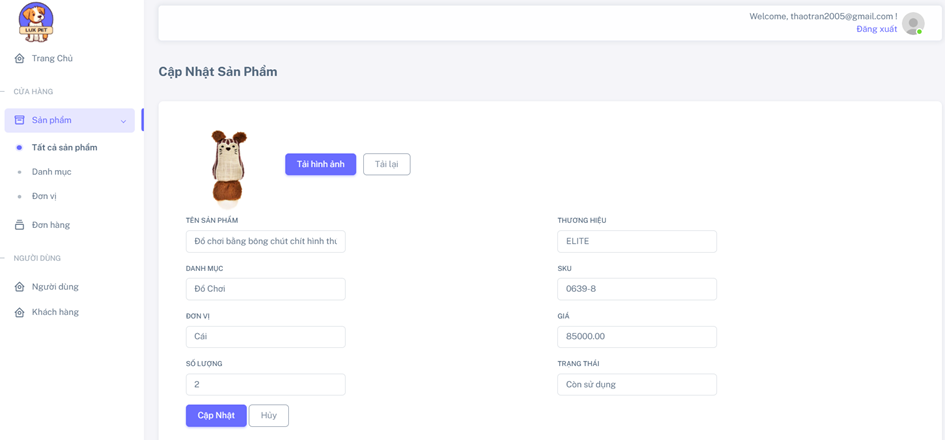 LUX PET
Welcome, thaotran2005@gmail.com !
Đăng xuất
Trang Chủ
CỬA HÀNG
Sản phẩm
Tất cả sản phẩm
Danh mục
Đơn vị
Đơn hàng
NGƯỜI DÙNG
Người dùng
Khách hàng
Cập Nhật Sản Phẩm
Tải hình ảnh
Tải lại
TÊN SẢN PHẨM
THƯƠNG HIỆU
Đồ chơi bằng bông chút chít hình thú
ELITE
DANH MỤC
SKU
Đồ Chơi
0639-8
ĐƠN VỊ
GIÁ
Cái
85000.00
SỐ LƯỢNG
TRẠNG THÁI
2
Còn sử dụng
Cập Nhật
Hủy